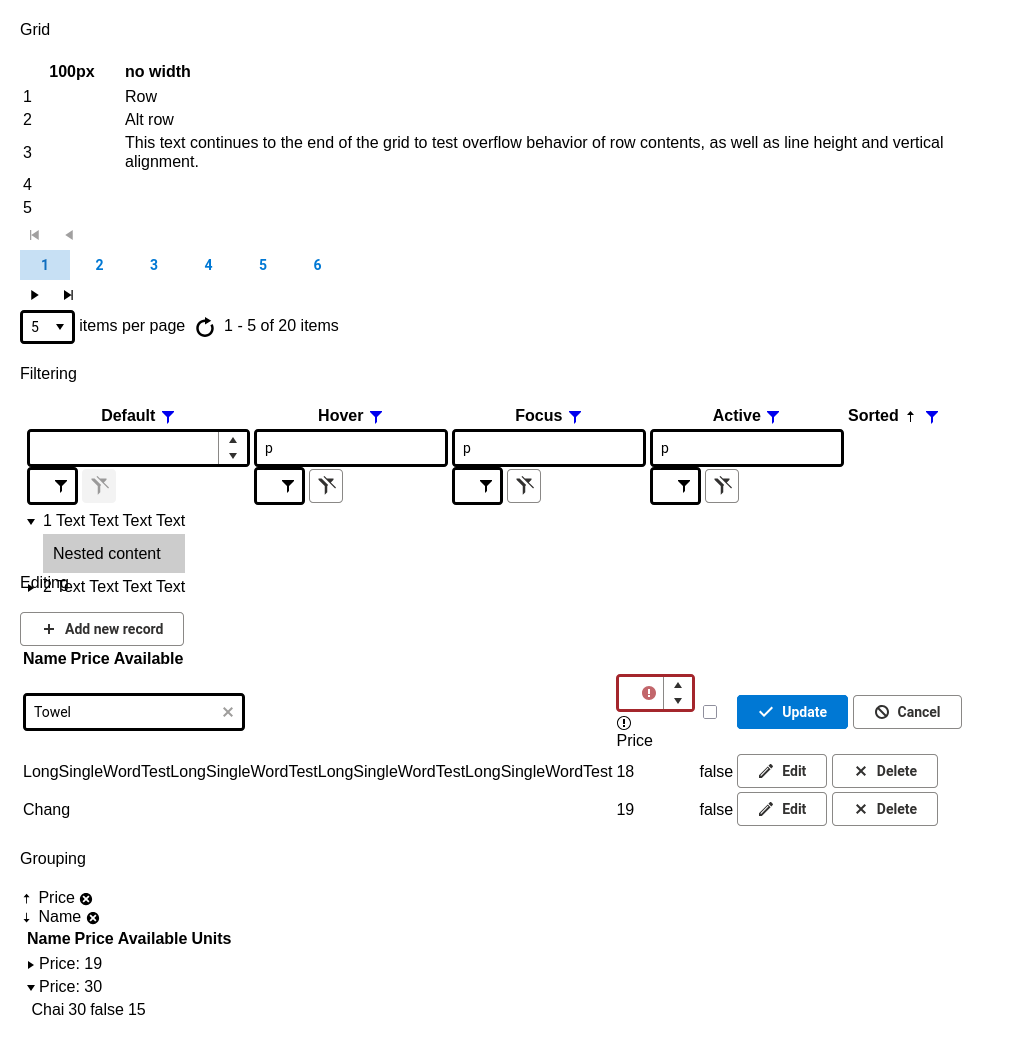 Grid
100px no width
1 Row
2 Alt row
3 This text continues to the end of the grid to test overflow behavior of row contents, as well as line height and vertical
alignment.
4
5
1 2 3 4 5 6
5 items per page 1 - 5 of 20 items
Filtering
Default Hover Focus Active Sorted
p p p
1 Text Text Text Text
Nested content
Editing
2 Text Text Text Text
Add new record
Name Price Available
Towel Update Cancel
Price
LongSingleWordTestLongSingleWordTestLongSingleWordTestLongSingleWordTest 18 false Edit Delete
Chang 19 false Edit Delete
Grouping
Price
Name
Name Price Available Units
Price: 19
Price: 30
Chai 30 false 15